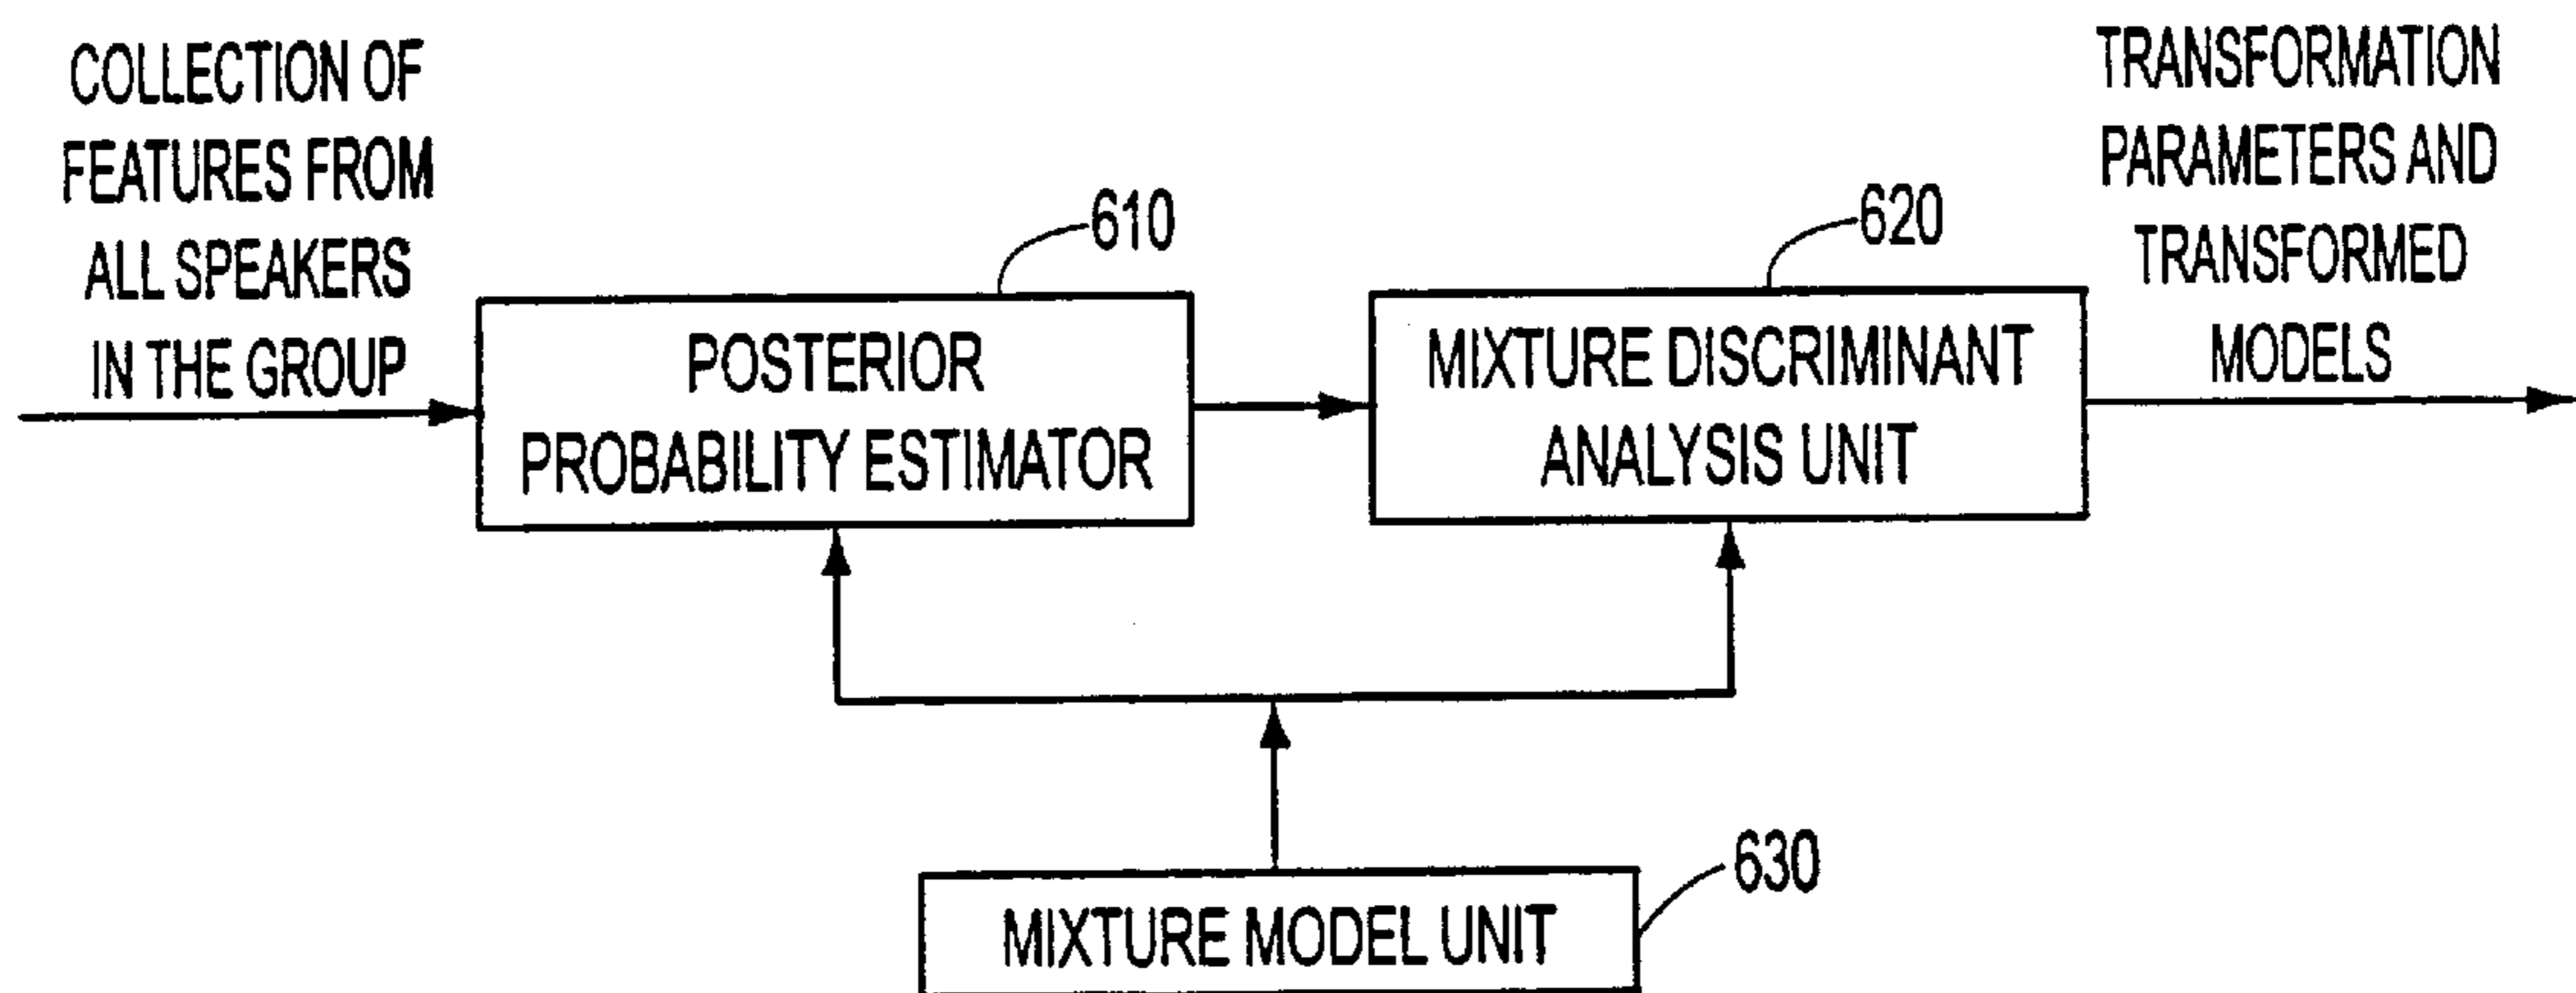 COLLECTION OF
FEATURES FROM
ALL SPEAKERS
IN THE GROUP
610
POSTERIOR
PROBABILITY ESTIMATOR
620
MIXTURE DISCRIMINANT
ANALYSIS UNIT
TRANSFORMATION
PARAMETERS AND
TRANSFORMED
MODELS
630
MIXTURE MODEL UNIT